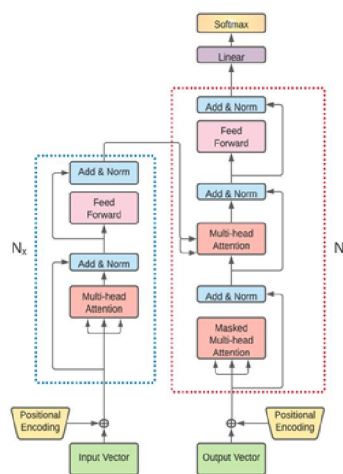 Softmax
Linear
Add & Norm
Feed
Forward
Add & Norm
Multi-head
Attention
Add & Norm
Masked
Multi-head
Attention
Positional
Encoding
Output Vector
N
Add & Norm
Feed
Forward
Add & Norm
Multi-head
Attention
Nx
Positional
Encoding
Input Vector